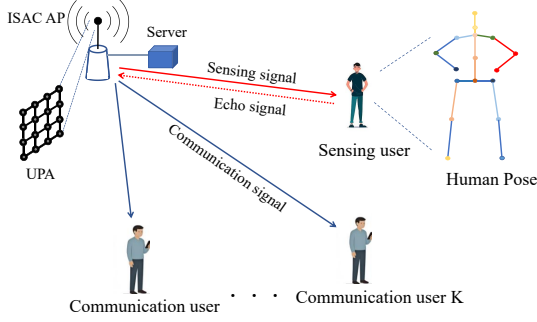 ISAC AP
Server
Sensing signal
Echo signal
Communication signal
UPA
Sensing user
Human Pose
Communication user
. . .
Communication user K